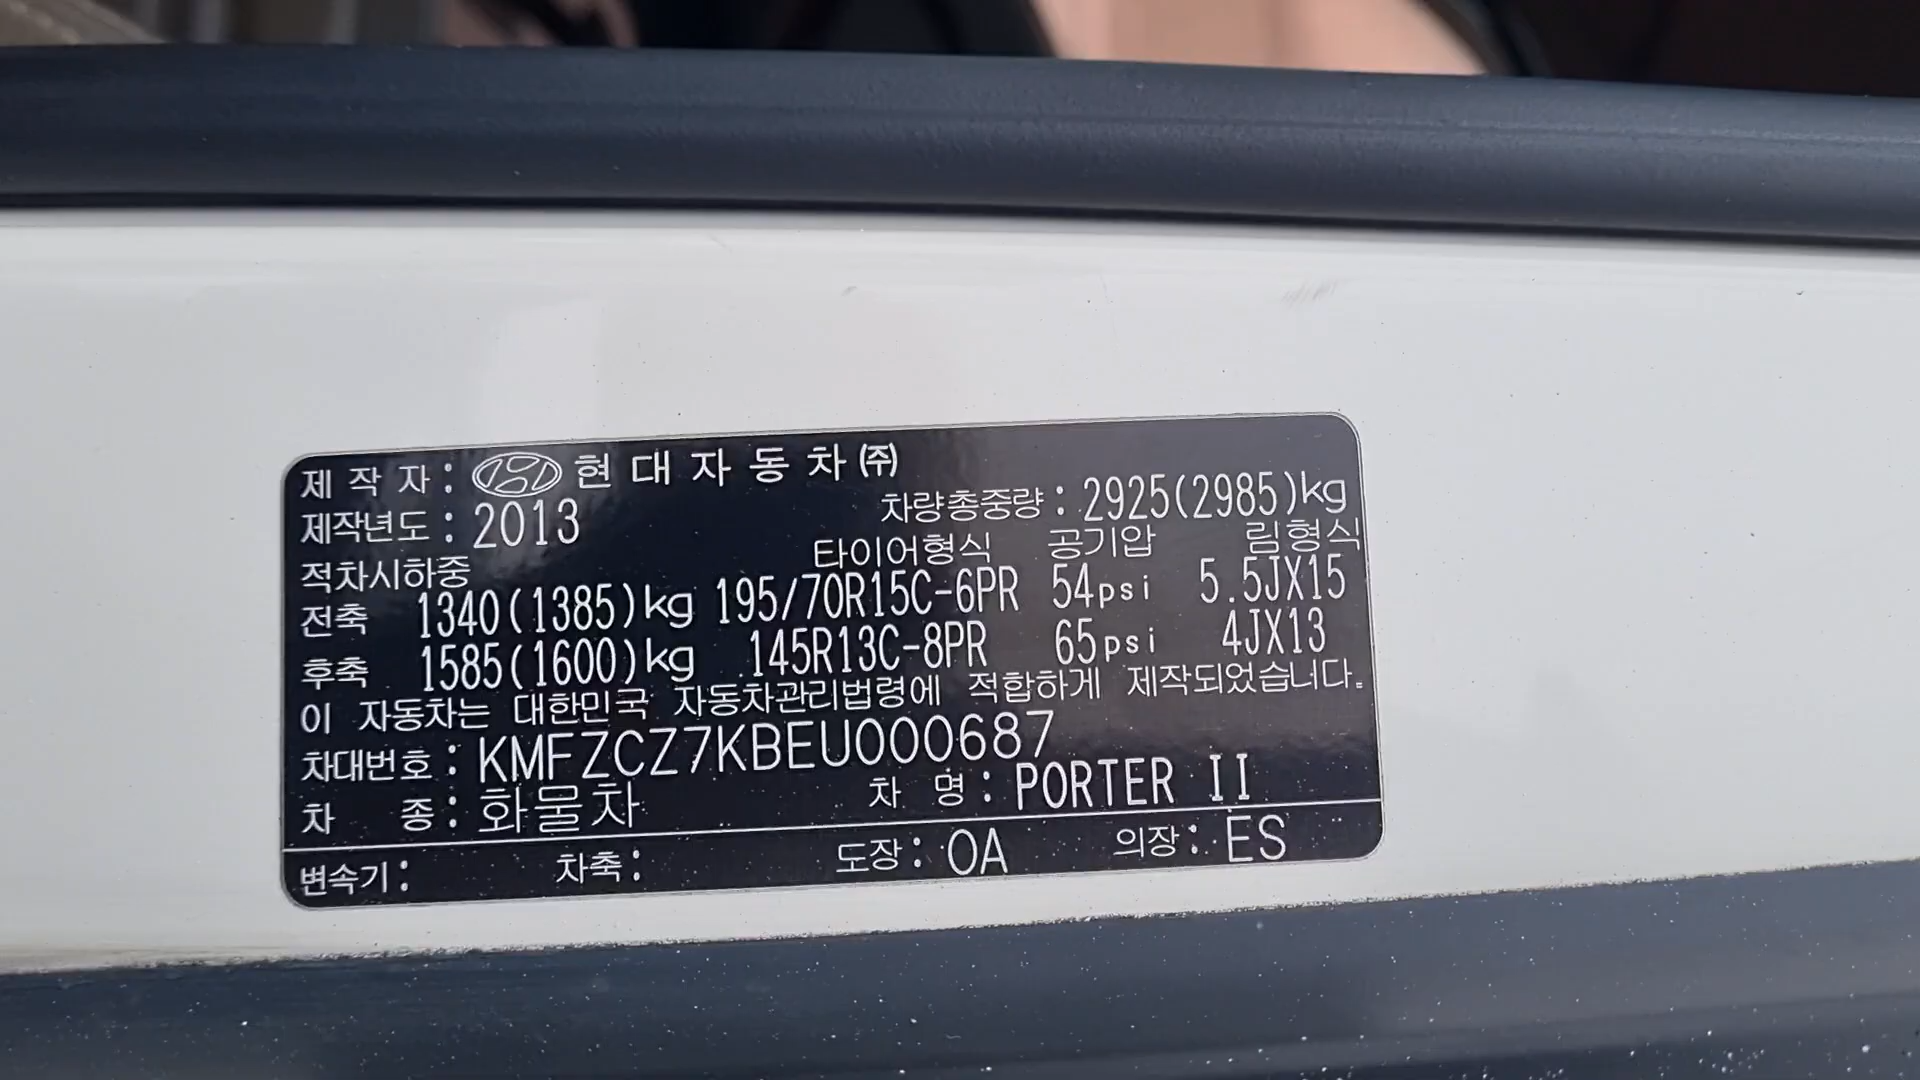 제 작 자 : 현 대 자 동 차 ㈜
제작년도 : 2013 차량총중량 : 2925(2985)kg
적차시하중 타이어형식 공기압 림형식
전축 1340(1385)kg 195/70R15C-6PR 54psi 5.5JX15
후축 1585(1600)kg 145R13C-8PR 65psi 4JX13
이 자동차는 대한민국 자동차관리법령에 적합하게 제작되었습니다.
차대번호 : KMFZCZ7KBEU000687
차 종 : 화물차 차 명 : PORTER II
변속기 : 차축 : 도장 : OA 의장 : ES